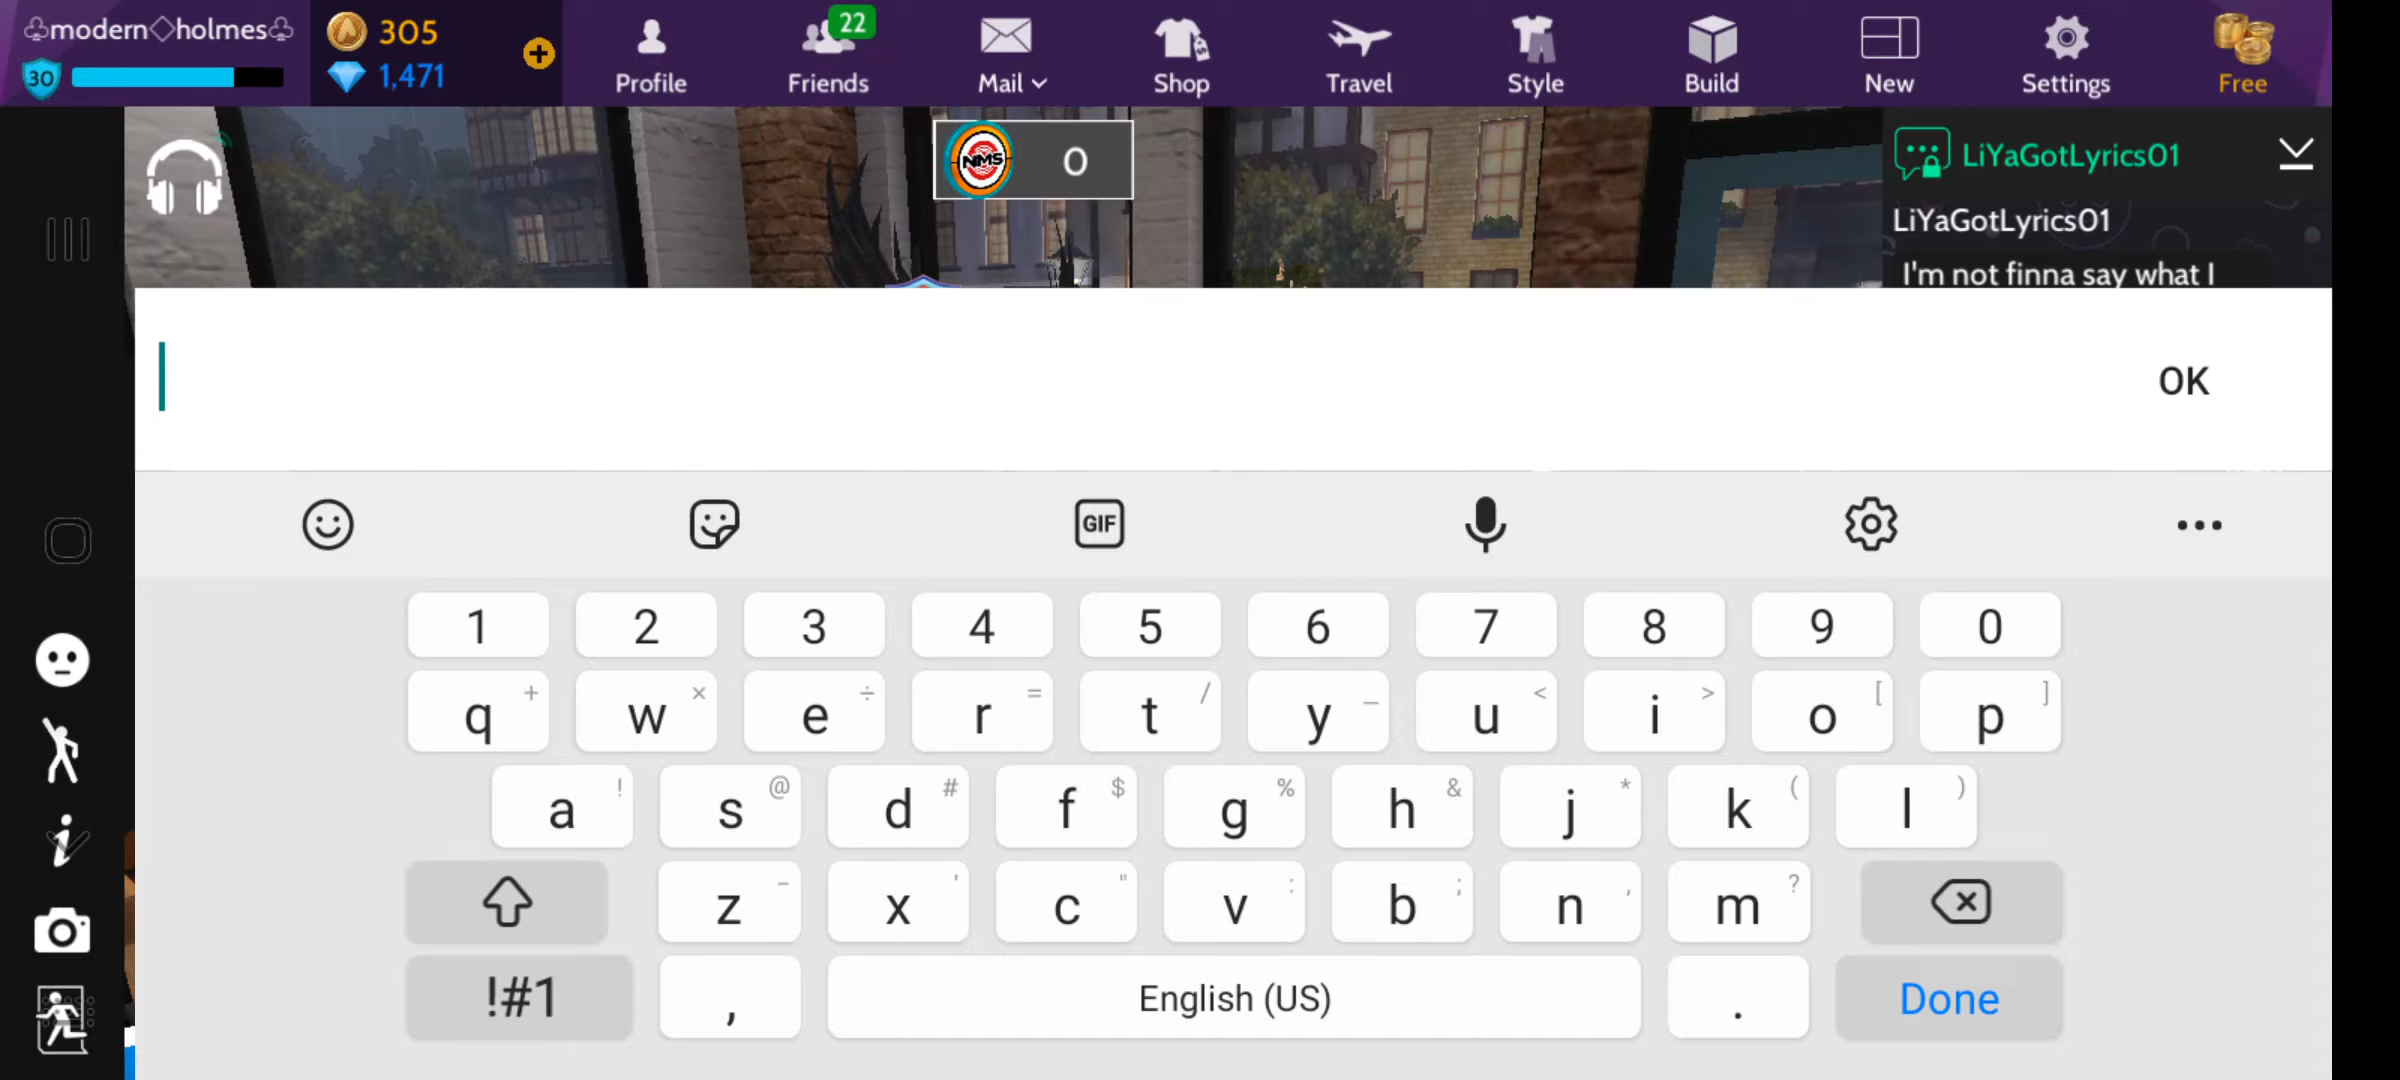 ♧modern◇holmes♧
30
305
1,471
Profile
22
Friends
Mail
Shop
Travel
Style
Build
New
Settings
Free
NMS
0
LiYaGotLyrics01
LiYaGotLyrics01
I'm not finna say what I
OK
GIF
1 2 3 4 5 6 7 8 9 0
q + w × e ÷ r = t / y _ u < i > o [ p ]
a ! s @ d # f $ g % h & j * k ( l )
z - x ' c " v : b ; n , m ?
!#1 , English (US) . Done